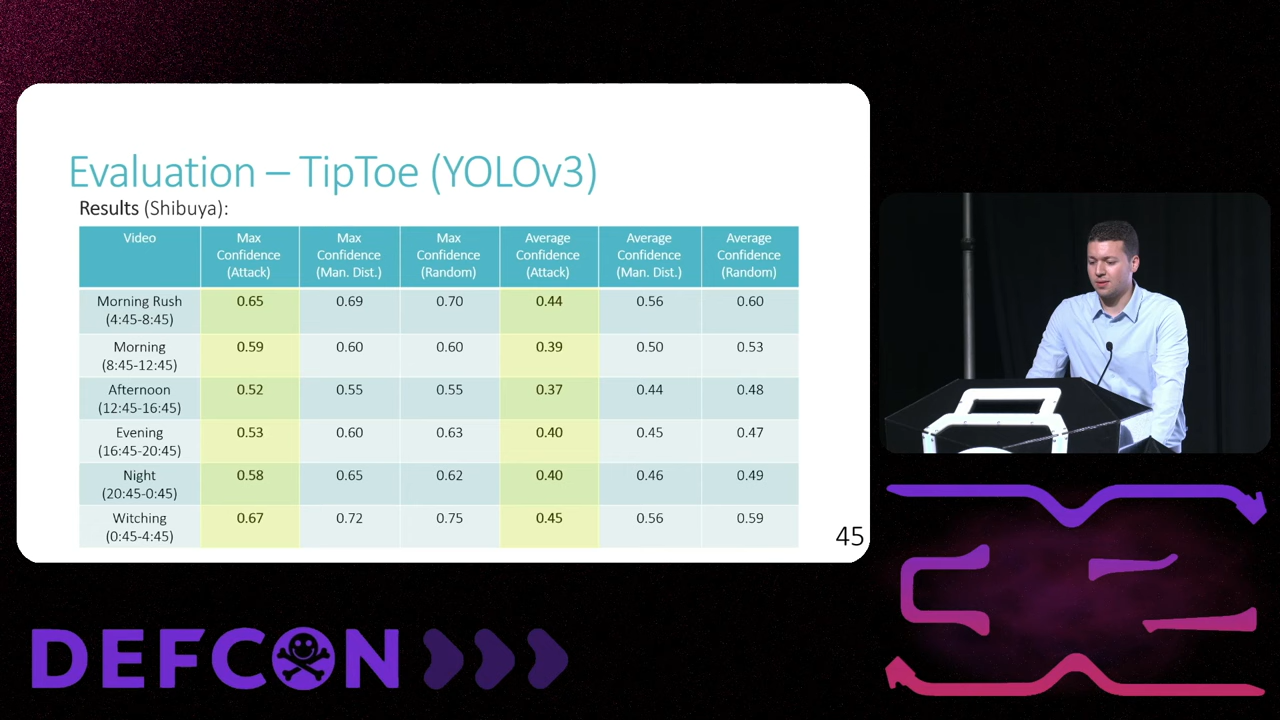 Evaluation – TipToe (YOLOv3)
Results (Shibuya):
Video Max Confidence (Attack) Max Confidence (Man. Dist.) Max Confidence (Random) Average Confidence (Attack) Average Confidence (Man. Dist.) Average Confidence (Random)
Morning Rush (4:45-8:45) 0.65 0.69 0.70 0.44 0.56 0.60
Morning (8:45-12:45) 0.59 0.60 0.60 0.39 0.50 0.53
Afternoon (12:45-16:45) 0.52 0.55 0.55 0.37 0.44 0.48
Evening (16:45-20:45) 0.53 0.60 0.63 0.40 0.45 0.47
Night (20:45-0:45) 0.58 0.65 0.62 0.40 0.46 0.49
Witching (0:45-4:45) 0.67 0.72 0.75 0.45 0.56 0.59
45
DEFCON